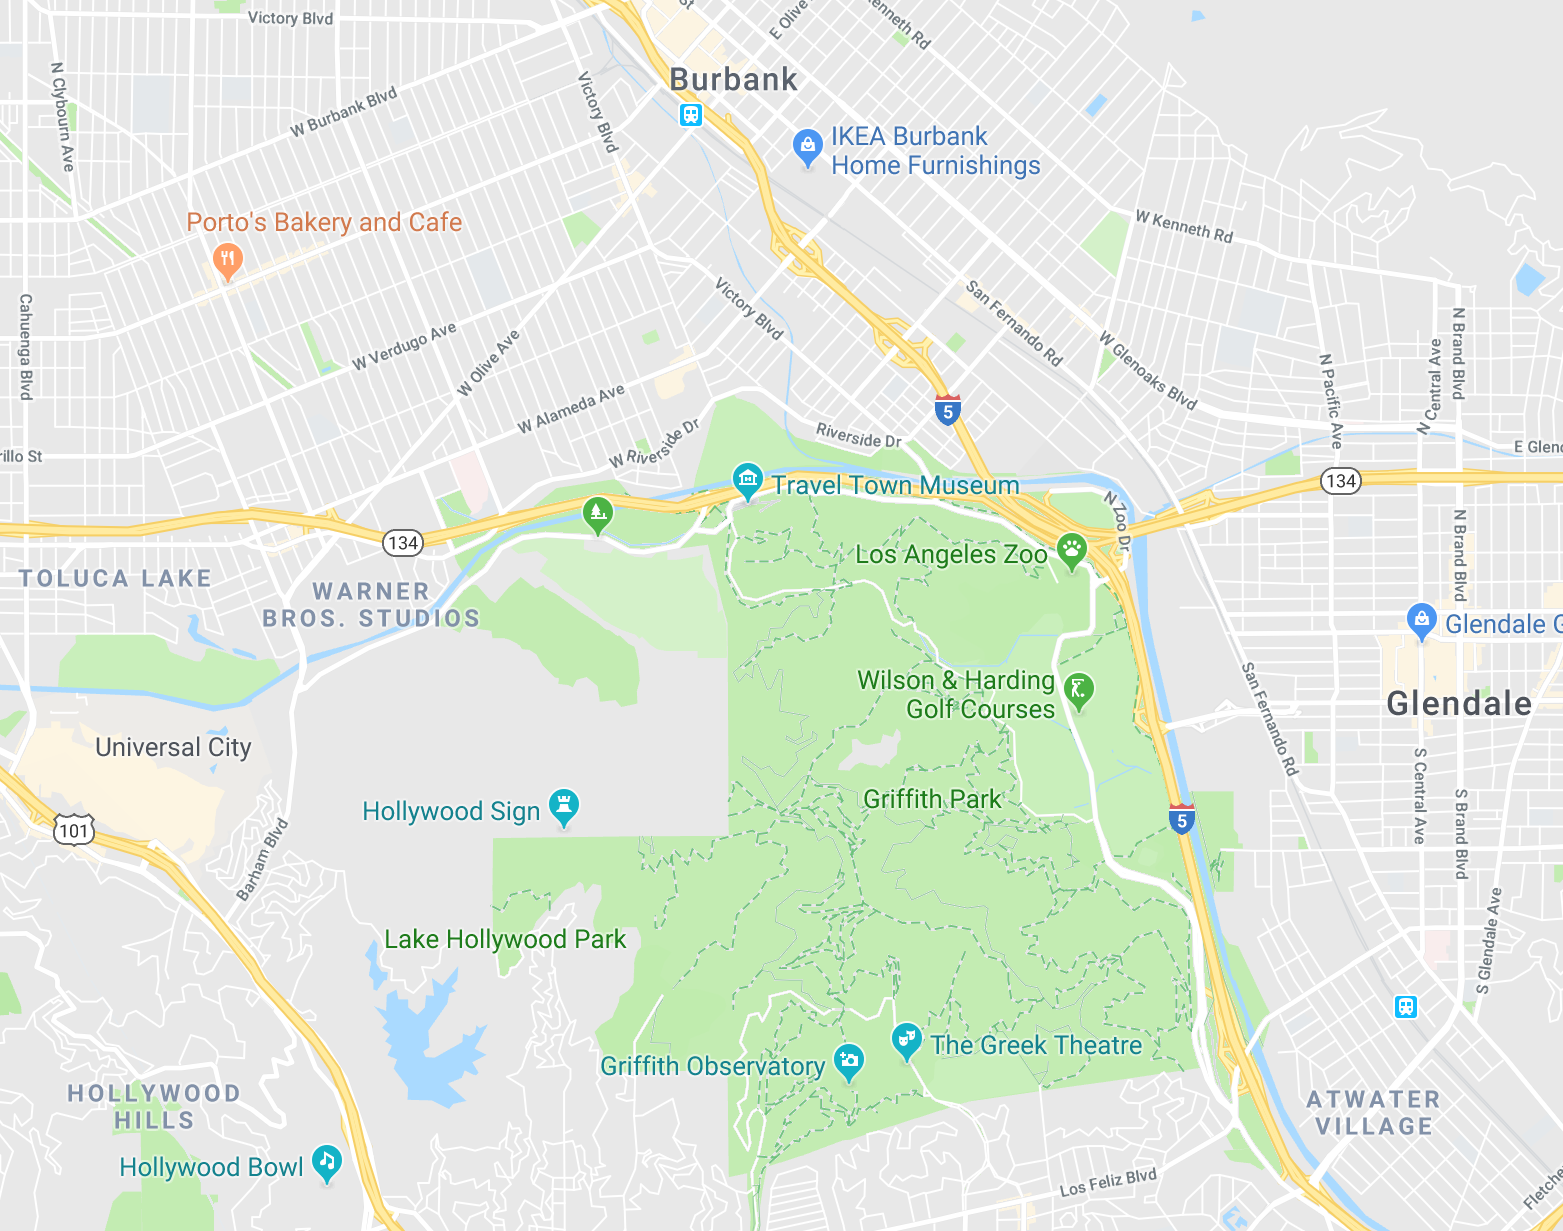 Victory Blvd
St
E Olive
Kenneth Rd
Burbank
N Clybourn Ave
W Burbank Blvd
Victory Blvd
IKEA Burbank
Home Furnishings
Porto's Bakery and Cafe
W Kenneth Rd
Cahuenga Blvd
W Verdugo Ave
W Olive Ave
Victory Blvd
San Fernando Rd
W Glenoaks Blvd
N Pacific Ave
N Central Ave
N Brand Blvd
W Alameda Ave
5
W Riverside Dr
Riverside Dr
rillo St
E Glen
134
Travel Town Museum
N Zoo Dr
N Brand Blvd
134
Los Angeles Zoo
TOLUCA LAKE
WARNER
BROS. STUDIOS
Glendale G
San Fernando Rd
Wilson & Harding
Golf Courses
Glendale
Universal City
S Central Ave
S Brand Blvd
Hollywood Sign
Griffith Park
101
5
Barham Blvd
Lake Hollywood Park
S Glendale Ave
Griffith Observatory
The Greek Theatre
HOLLYWOOD
HILLS
ATWATER
VILLAGE
Hollywood Bowl
Los Feliz Blvd
Fletche